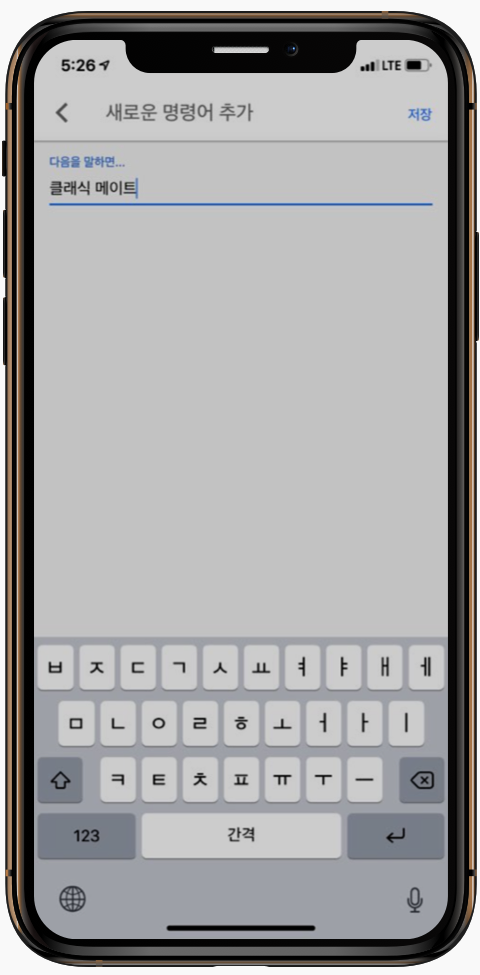 5:26 LTE
새로운 명령어 추가 저장
다음을 말하면...
클래식 메이트
ㅂ ㅈ ㄷ ㄱ ㅅ ㅛ ㅕ ㅑ ㅐ ㅔ
ㅁ ㄴ ㅇ ㄹ ㅎ ㅗ ㅓ ㅏ ㅣ
ㅋ ㅌ ㅊ ㅍ ㅠ ㅜ ㅡ
123 간격